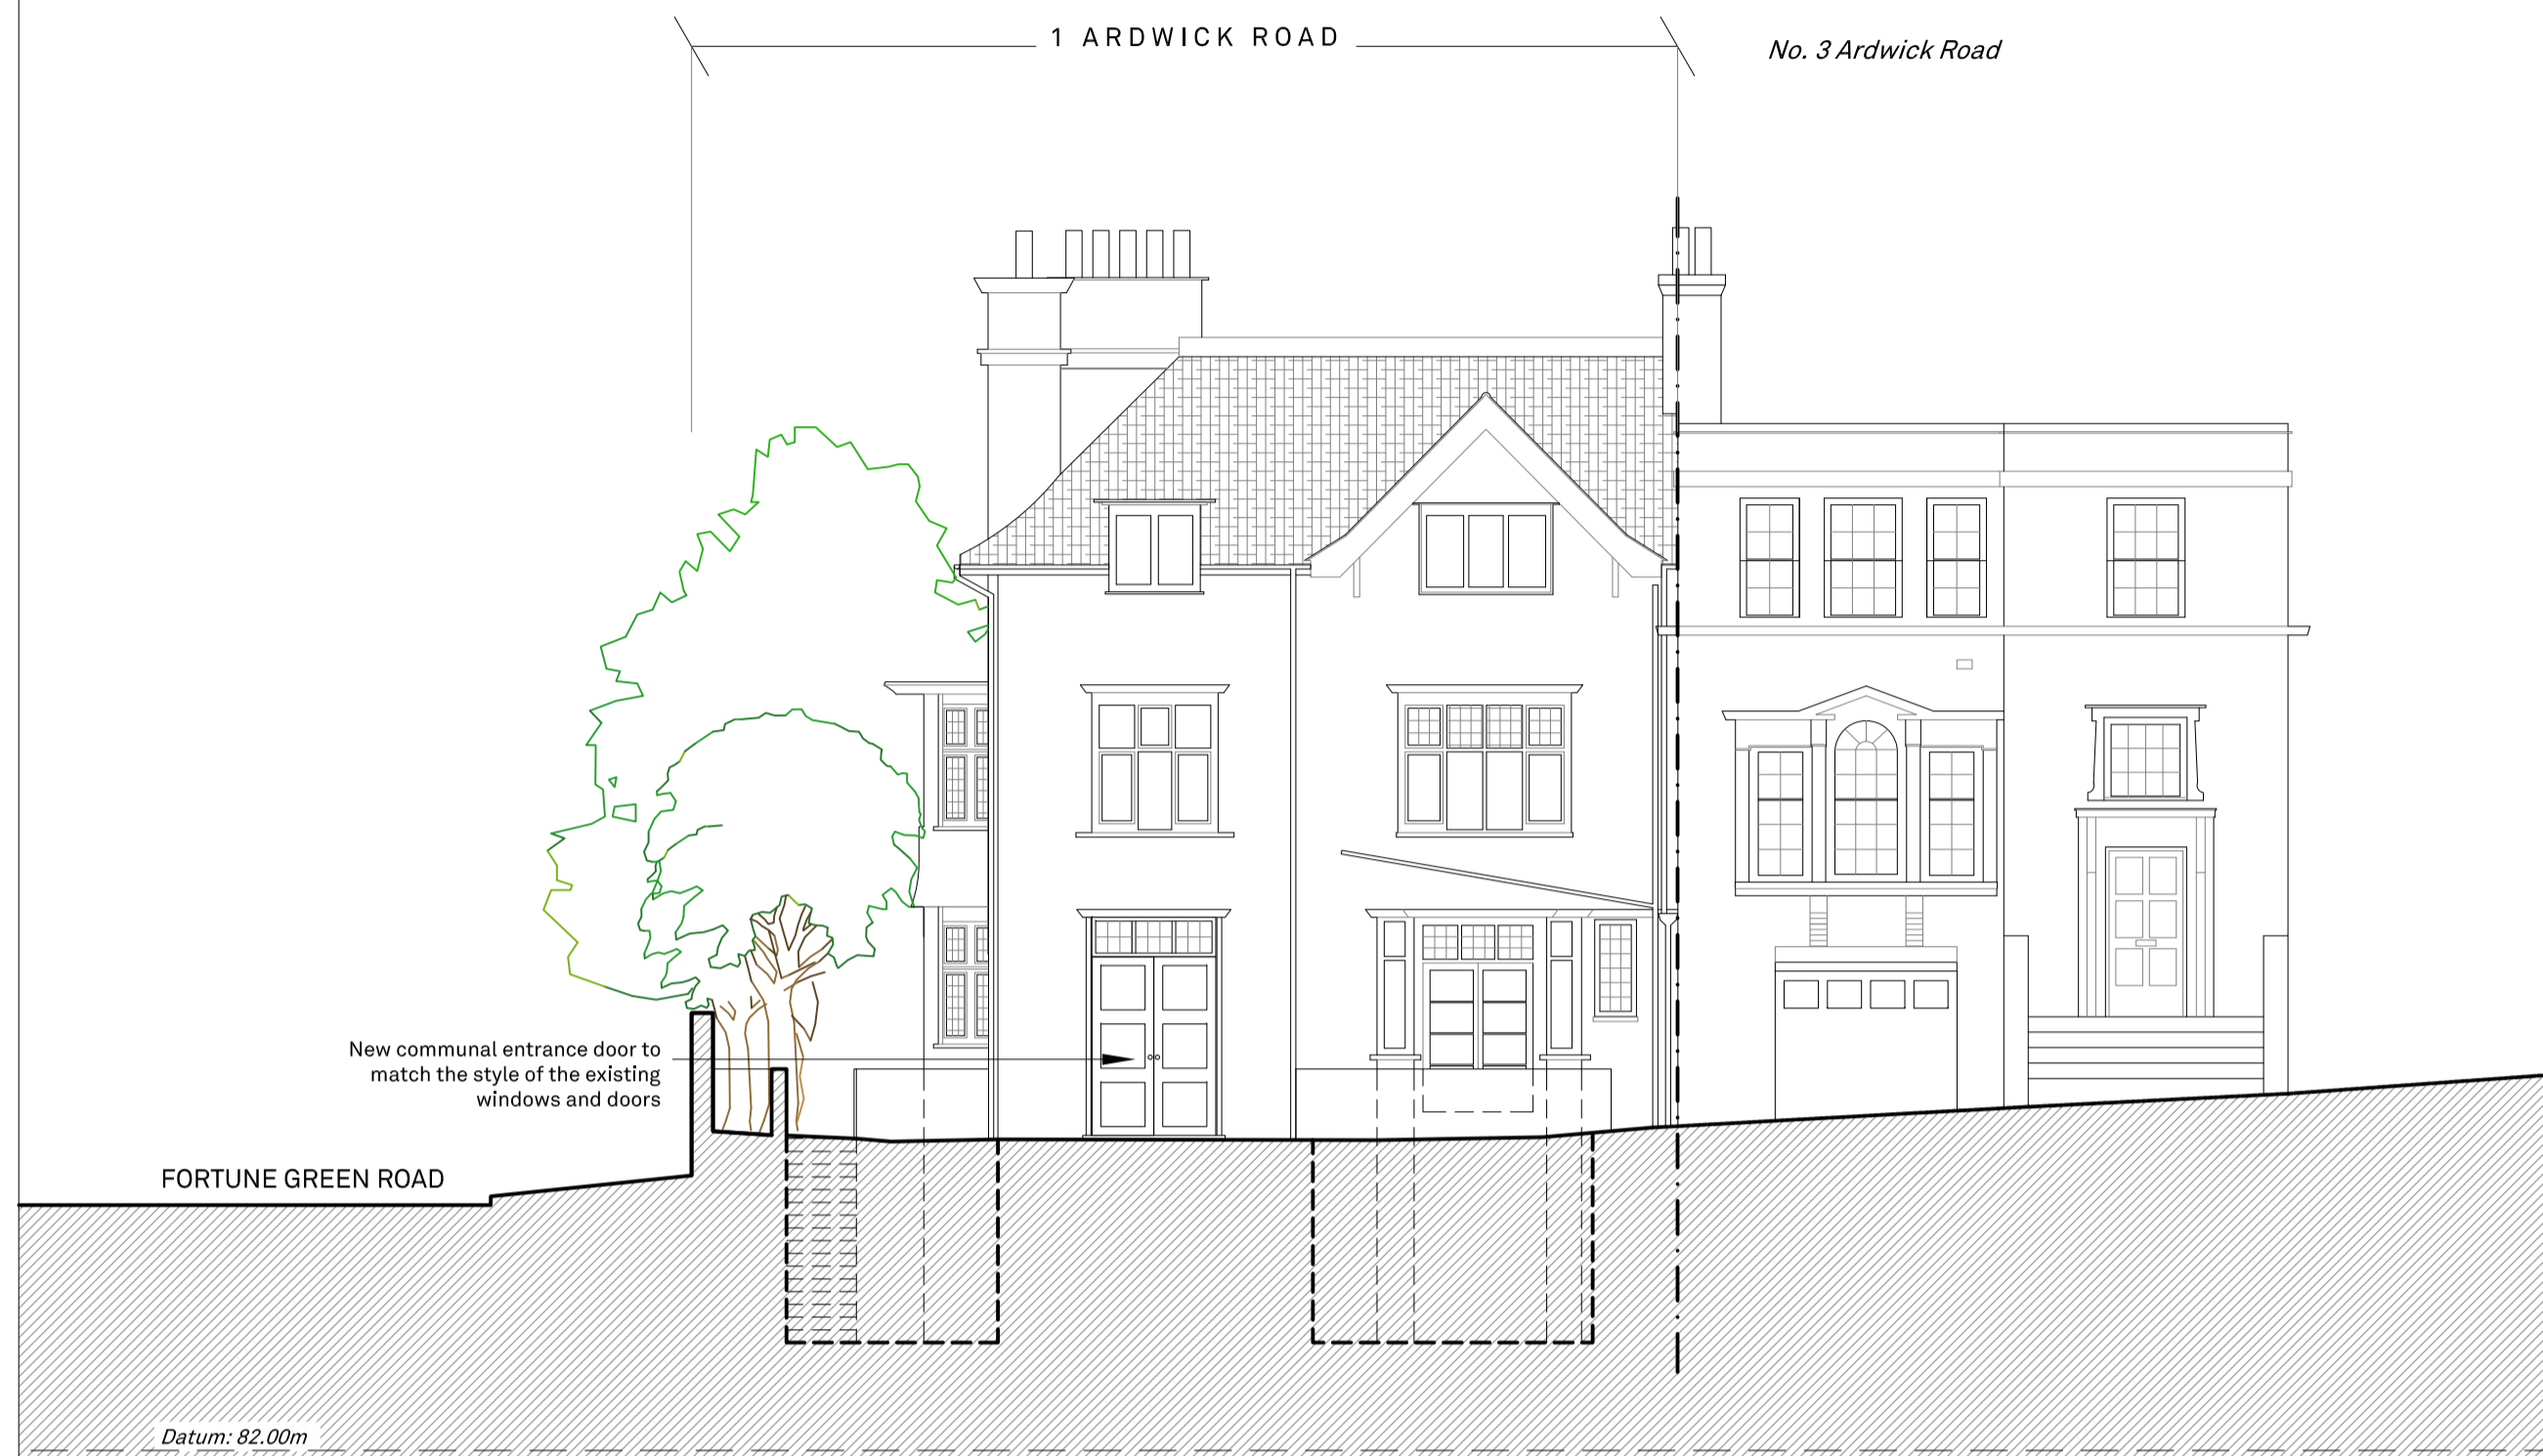 1 ARDWICK ROAD
No. 3 Ardwick Road
New communal entrance door to
match the style of the existing
windows and doors
FORTUNE GREEN ROAD
Datum: 82.00m